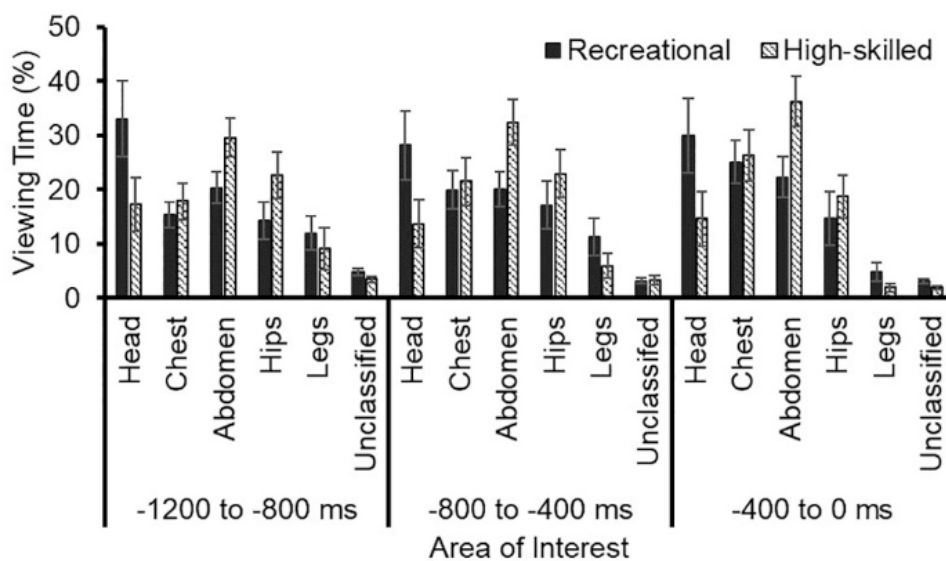 50
Recreational High-skilled
40
30
20
10
0
Viewing Time (%)
Head
Chest
Abdomen
Hips
Legs
Unclassified
Head
Chest
Abdomen
Hips
Legs
Unclassifed
Head
Chest
Abdomen
Hips
Legs
Unclassified
-1200 to -800 ms
-800 to -400 ms
-400 to 0 ms
Area of Interest